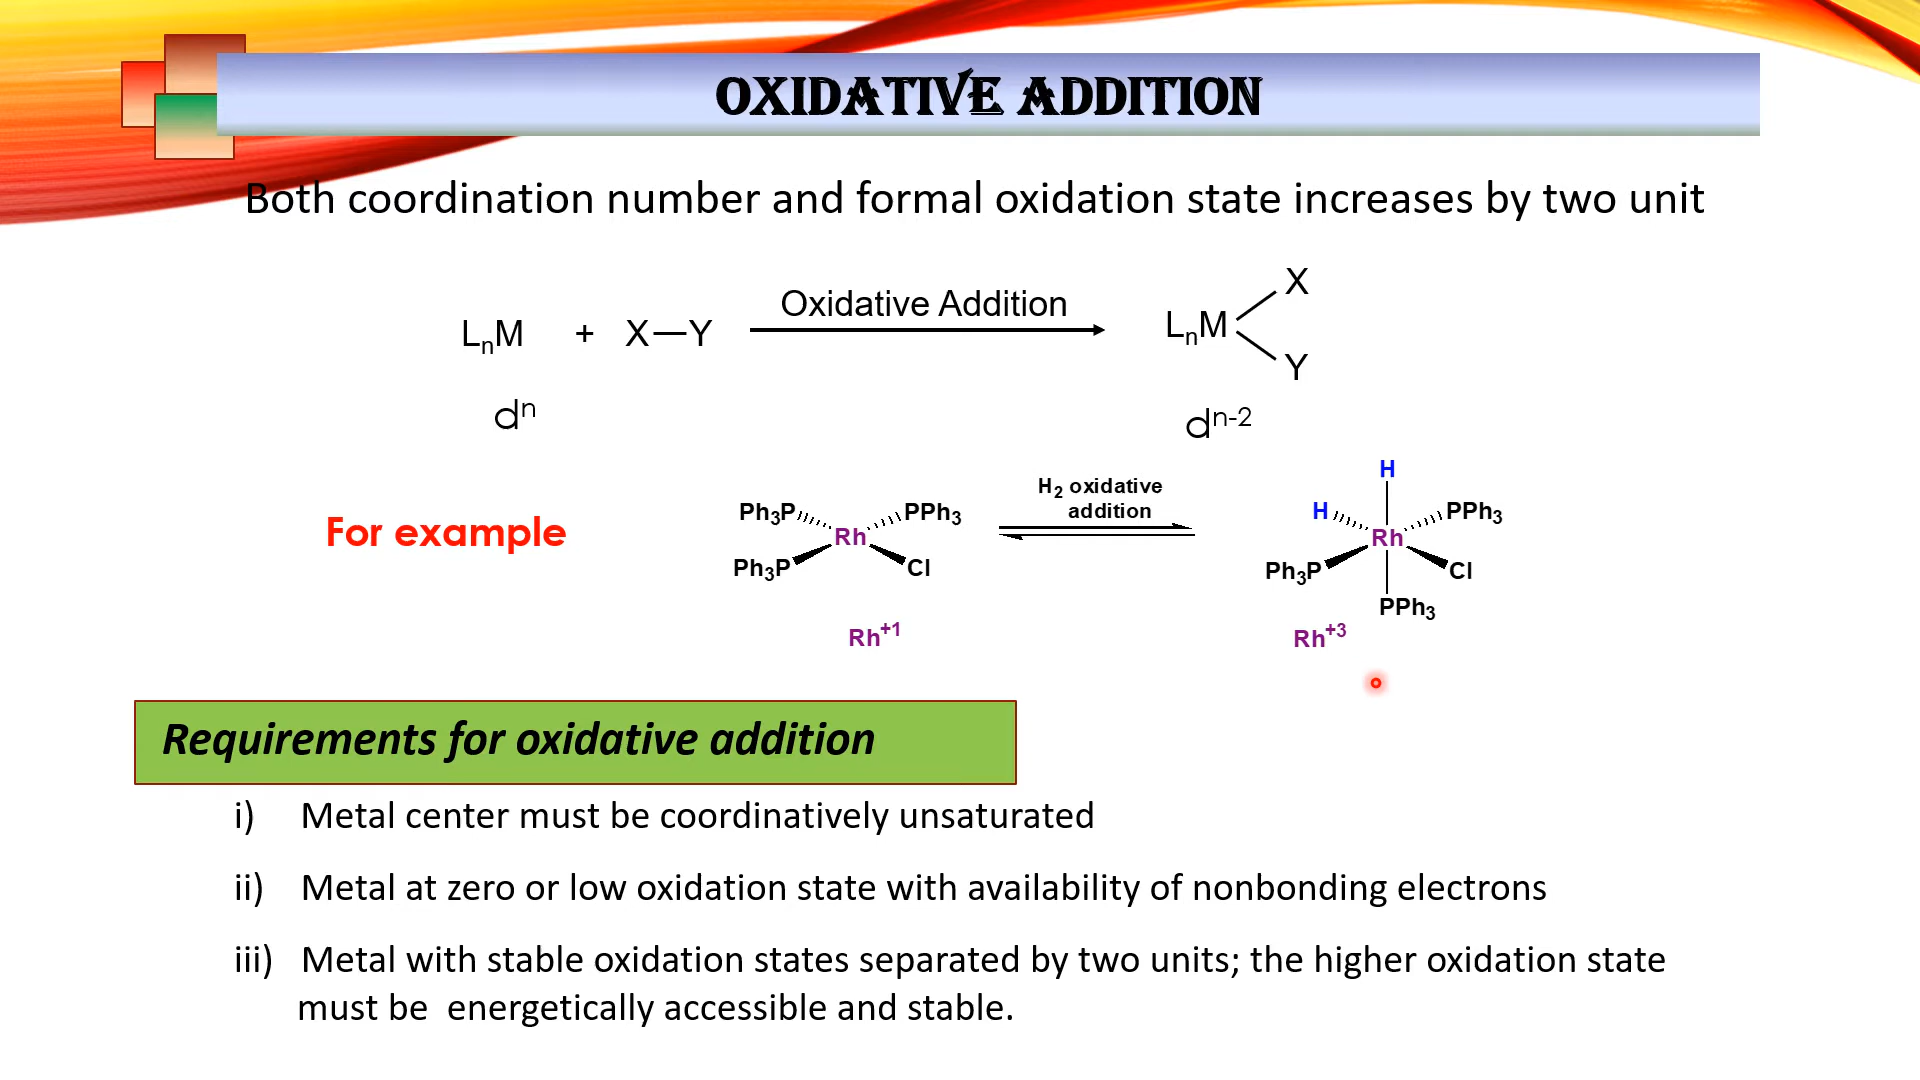 OXIDATIVE ADDITION
Both coordination number and formal oxidation state increases by two unit
LₙM + X—Y Oxidative Addition LₙM X Y
dⁿ dⁿ⁻²
For example
Ph₃P PPh₃ Rh Ph₃P Cl
H₂ oxidative
addition
H H PPh₃ Rh Ph₃P Cl PPh₃
Rh⁺¹ Rh⁺³
Requirements for oxidative addition
i) Metal center must be coordinatively unsaturated
ii) Metal at zero or low oxidation state with availability of nonbonding electrons
iii) Metal with stable oxidation states separated by two units; the higher oxidation state
must be energetically accessible and stable.